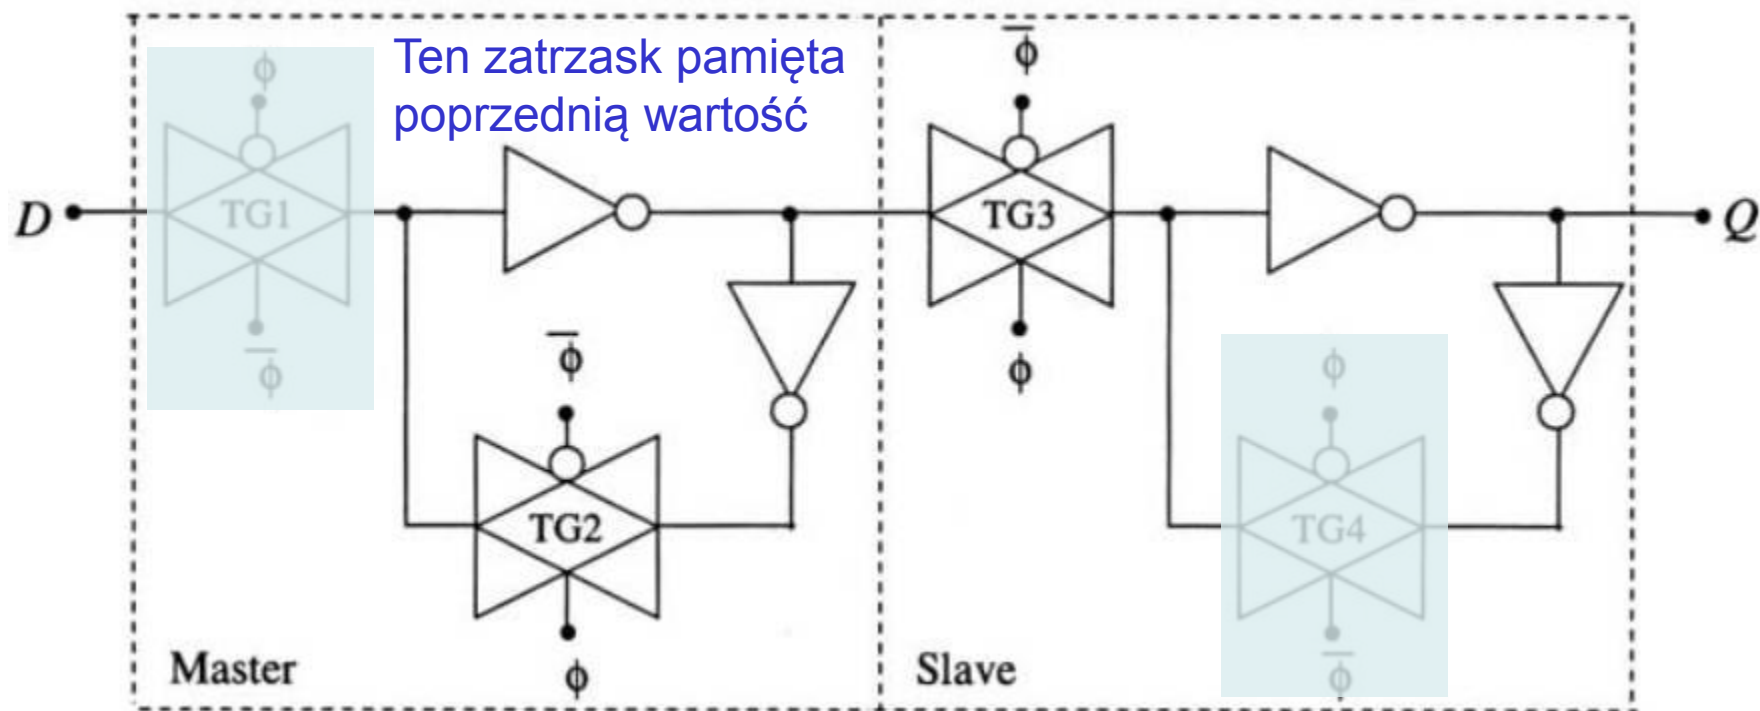 Ten zatrzask pamięta
poprzednią wartość
ϕ
ϕ̅
D
TG1
TG3
Q
ϕ̅
ϕ
ϕ̅
ϕ
ϕ
TG2
TG4
Master
ϕ
Slave
ϕ̅